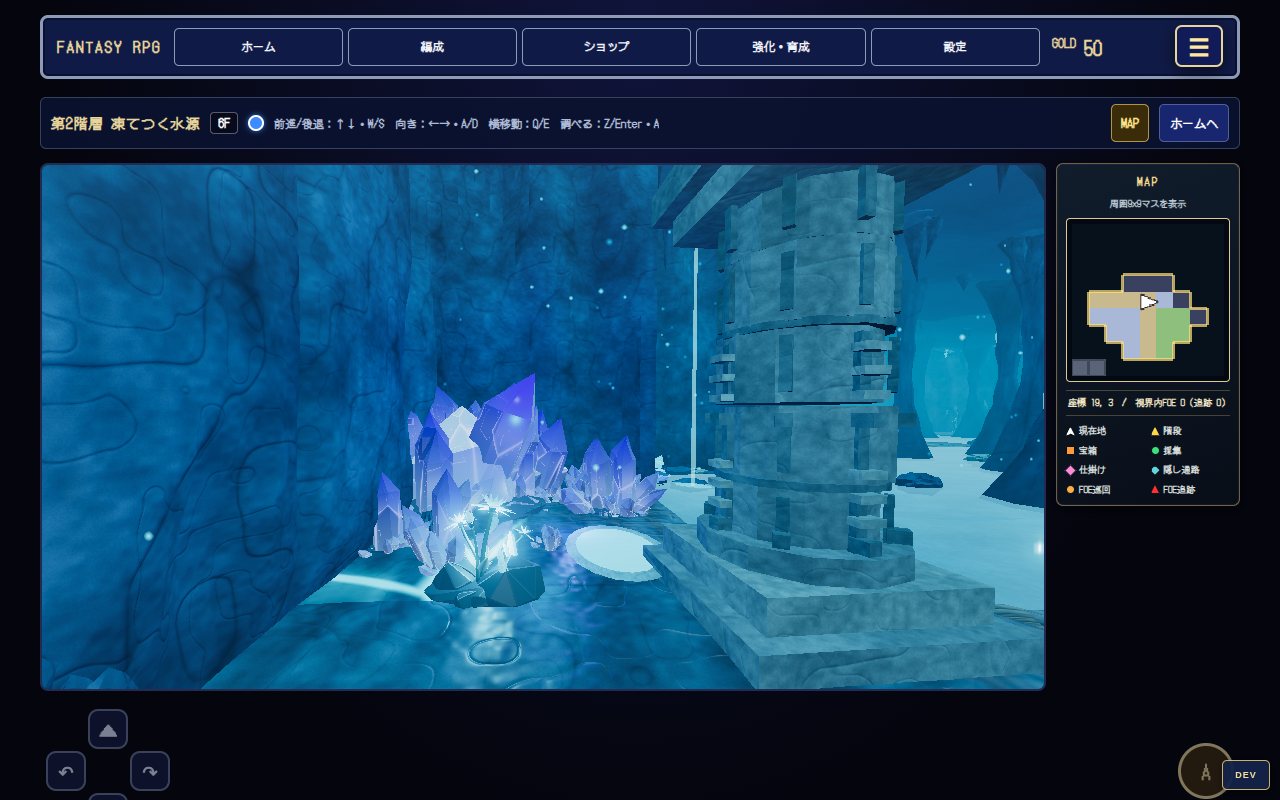 FANTASY RPG
ホーム
編成
ショップ
強化・育成
設定
GOLD 50
第2階層 凍てつく水源
6F
前進/後退：↑↓・W/S 向き：←→・A/D 横移動：Q/E 調べる：Z/Enter・A
MAP
ホームへ
MAP
周囲9x9マスを表示
座標 19, 3 / 視界内FOE 0 (追跡 0)
現在地
階段
宝箱
採集
仕掛け
隠し通路
FOE巡回
FOE追跡
A
DEV